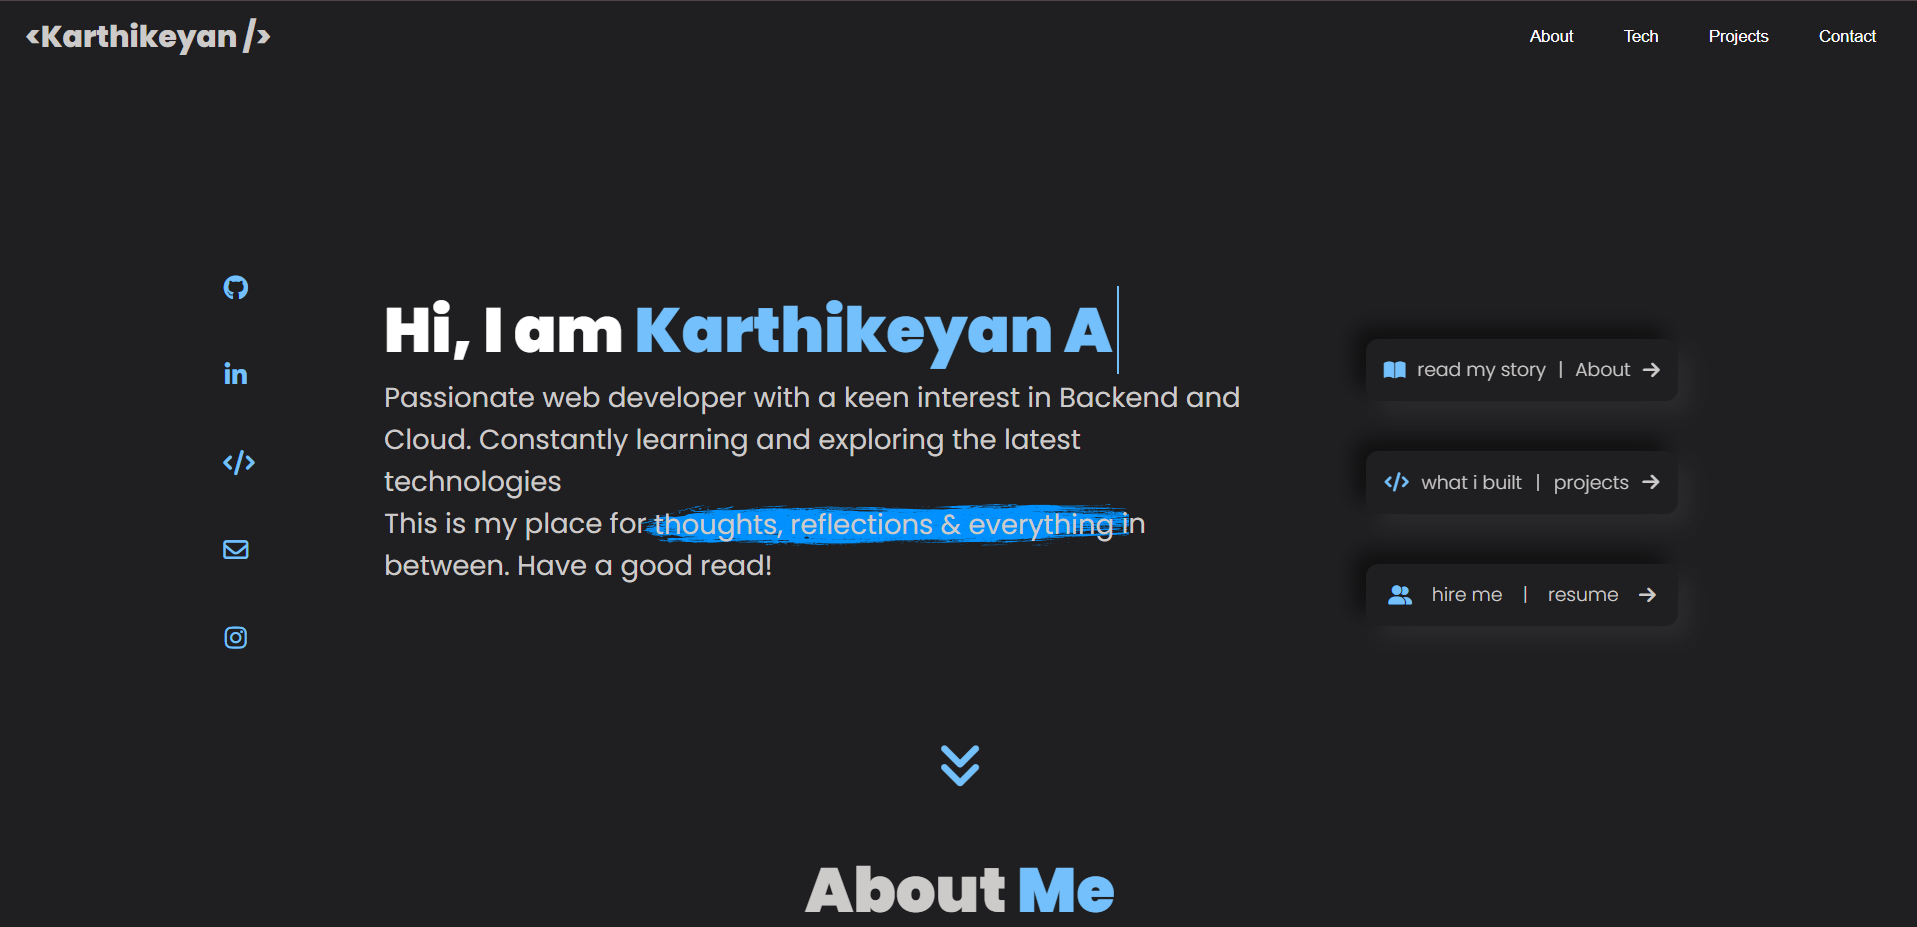 <Karthikeyan />
About
Tech
Projects
Contact
Hi, I am Karthikeyan A
Passionate web developer with a keen interest in Backend and
Cloud. Constantly learning and exploring the latest
technologies
This is my place for thoughts, reflections & everything in
between. Have a good read!
read my story | About
what i built | projects
hire me | resume
About Me